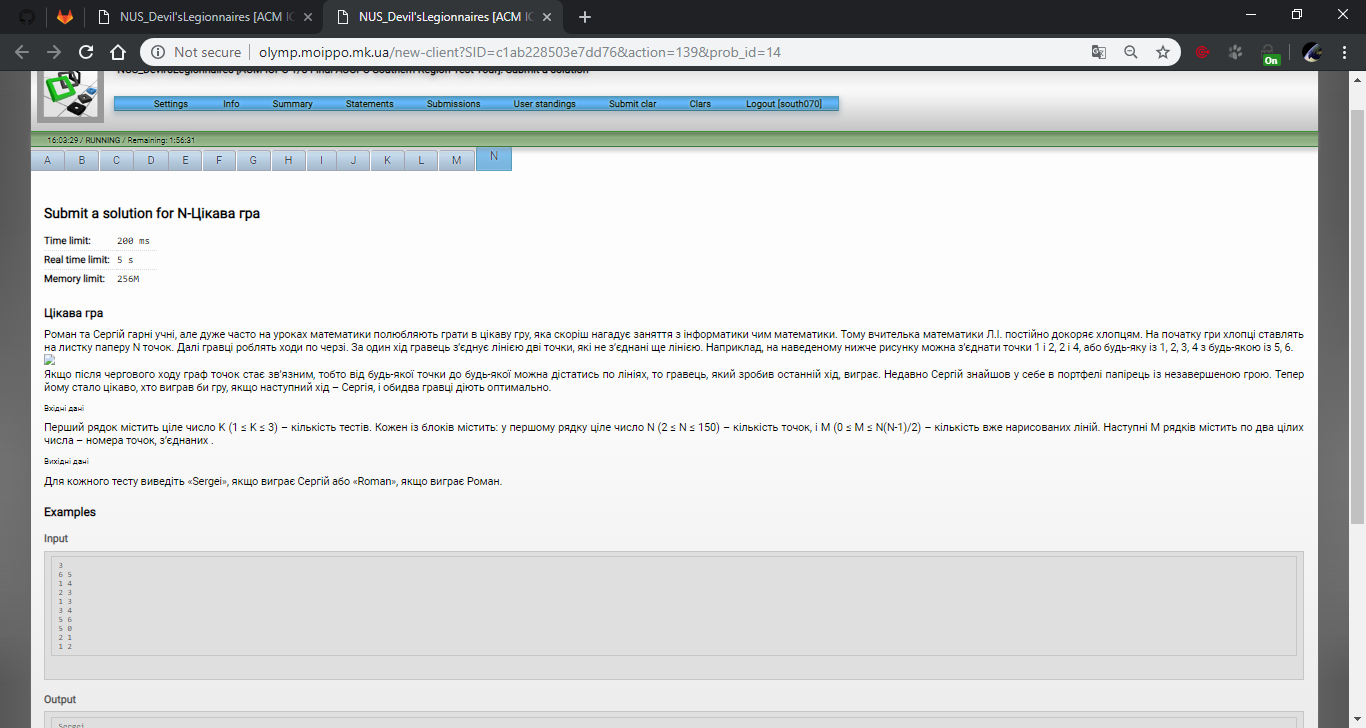 NUS_Devil'sLegionnaires [ACM IC
NUS_Devil'sLegionnaires [ACM IC
Not secure
olymp.moippo.mk.ua/new-client?SID=c1ab228503e7dd76&action=139&prob_id=14
On
Settings Info Summary Statements Submissions User standings Submit clar Clars Logout [south070]
16:03:29 / RUNNING / Remaining: 1:56:31
A B C D E F G H I J K L M N
Submit a solution for N-Цікава гра
Time limit: 200 ms
Real time limit: 5 s
Memory limit: 256M
Цікава гра
Роман та Сергій гарні учні, але дуже часто на уроках математики полюбляють грати в цікаву гру, яка скоріш нагадує заняття з інформатики чим математики. Тому вчителька математики Л.І. постійно докоряє хлопцям. На початку гри хлопці ставлять
на листку паперу N точок. Далі гравці роблять ходи по черзі. За один хід гравець з’єднує лінією дві точки, які не з’єднані ще лінією. Наприклад, на наведеному нижче рисунку можна з’єднати точки 1 і 2, 2 і 4, або будь-яку із 1, 2, 3, 4 з будь-якою із 5, 6.
Якщо після чергового ходу граф точок стає зв’язним, тобто від будь-якої точки до будь-якої можна дістатись по лініях, то гравець, який зробив останній хід, виграє. Недавно Сергій знайшов у себе в портфелі папірець із незавершеною грою. Тепер
йому стало цікаво, хто виграв би гру, якщо наступний хід – Сергія, і обидва гравці діють оптимально.
Вхідні дані
Перший рядок містить ціле число K (1 ≤ K ≤ 3) – кількість тестів. Кожен із блоків містить: у першому рядку ціле число N (2 ≤ N ≤ 150) – кількість точок, і M (0 ≤ M ≤ N(N-1)/2) – кількість вже нарисованих ліній. Наступні M рядків містить по два цілих
числа – номера точок, з’єднаних .
Вихідні дані
Для кожного тесту виведіть «Sergei», якщо виграє Сергій або «Roman», якщо виграє Роман.
Examples
Input
3
6 5
1 4
2 3
1 3
3 4
5 6
5 0
2 1
1 2
Output
Sergei